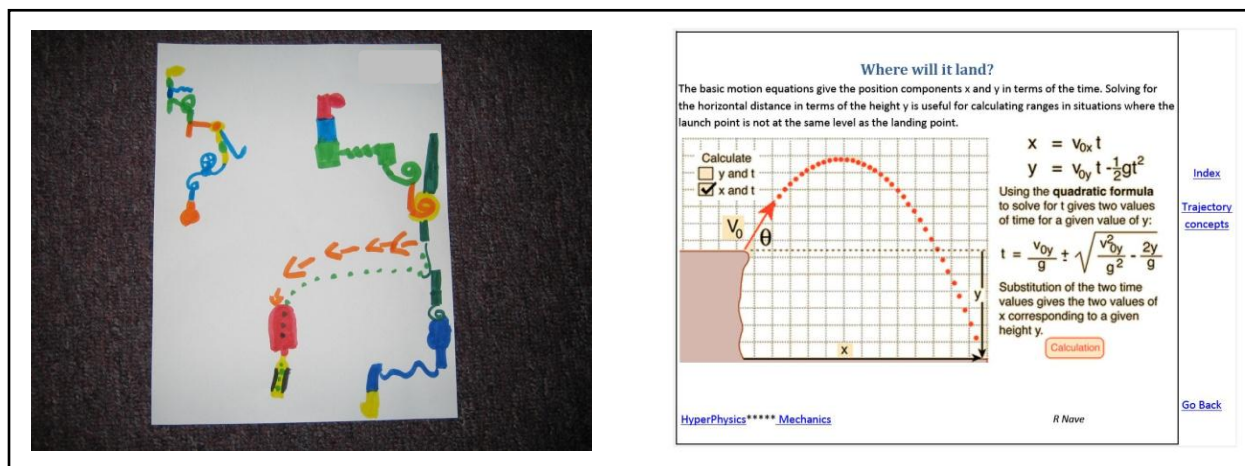 Where will it land?
The basic motion equations give the position components x and y in terms of the time. Solving for
the horizontal distance in terms of the height y is useful for calculating ranges in situations where the
launch point is not at the same level as the landing point.
Calculate
y and t
x and t
V₀
θ
y
x
x = v₀ₓ t
y = v₀y t - ½gt²
Using the quadratic formula
to solve for t gives two values
of time for a given value of y:
t = v₀y/g ± √(v²₀y/g² - 2y/g)
Substitution of the two time
values gives the two values of
x corresponding to a given
height y.
Calculation
Index
Trajectory
concepts
Go Back
HyperPhysics***** Mechanics
R Nave